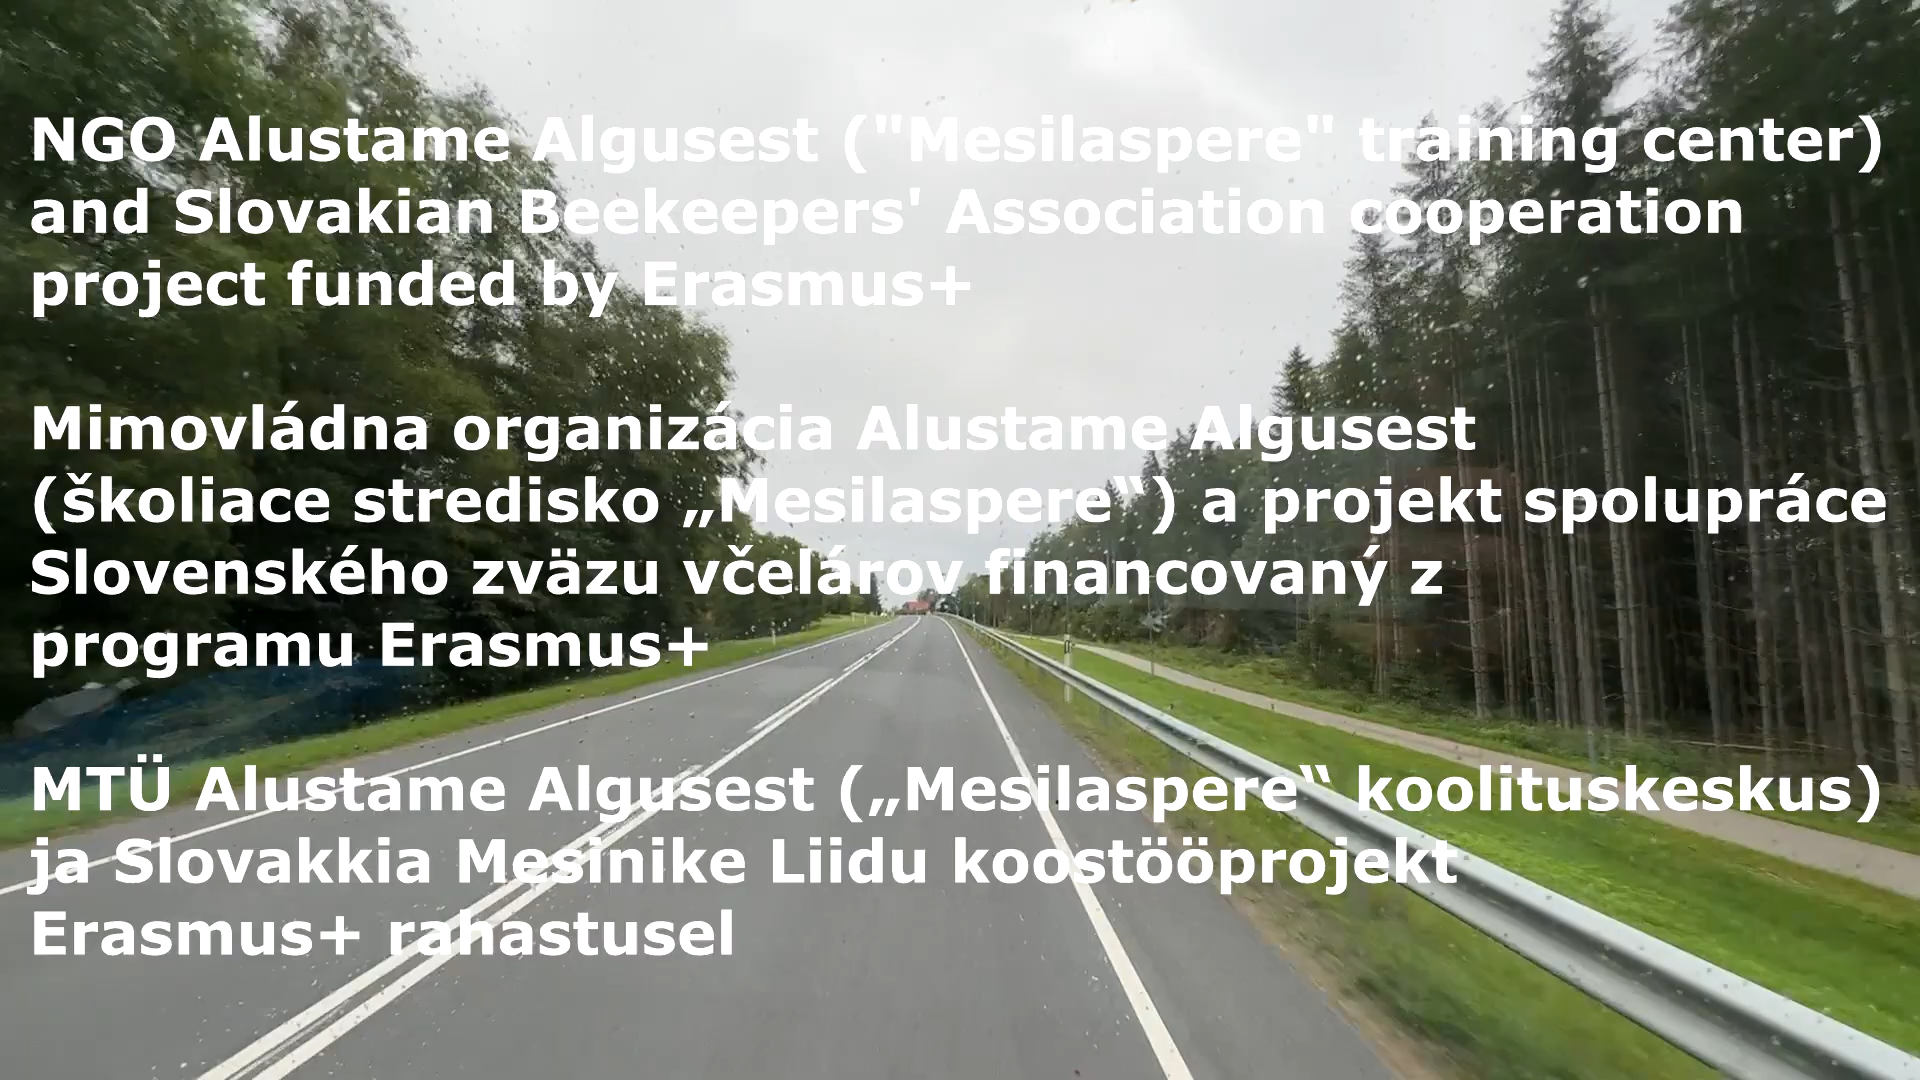 NGO Alustame Algusest ("Mesilaspere" training center)
and Slovakian Beekeepers' Association cooperation
project funded by Erasmus+
Mimovládna organizácia Alustame Algusest
(školiace stredisko „Mesilaspere“) a projekt spolupráce
Slovenského zväzu včelárov financovaný z
programu Erasmus+
MTÜ Alustame Algusest („Mesilaspere“ koolituskeskus)
ja Slovakkia Mesinike Liidu koostööprojekt
Erasmus+ rahastusel